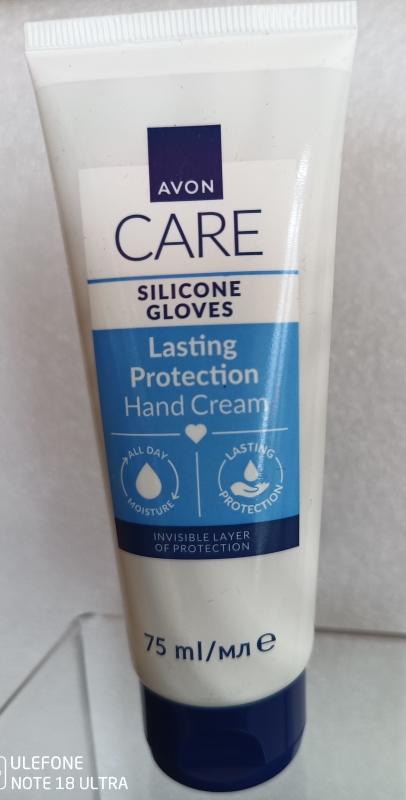 AVON
CARE
SILICONE
GLOVES
Lasting
Protection
Hand Cream
ALL DAY
MOISTURE
LASTING
PROTECTION
INVISIBLE LAYER
OF PROTECTION
75 ml/мл e
ULEFONE
NOTE 18 ULTRA